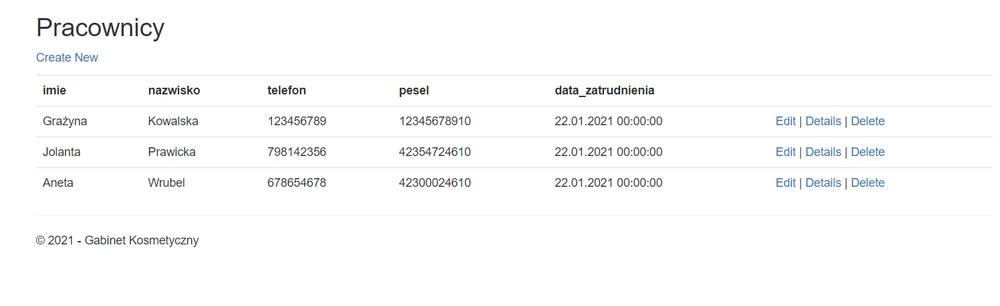 Pracownicy
Create New
imie nazwisko telefon pesel data_zatrudnienia
Grażyna Kowalska 123456789 12345678910 22.01.2021 00:00:00 Edit | Details | Delete
Jolanta Prawicka 798142356 42354724610 22.01.2021 00:00:00 Edit | Details | Delete
Aneta Wrubel 678654678 42300024610 22.01.2021 00:00:00 Edit | Details | Delete
© 2021 - Gabinet Kosmetyczny